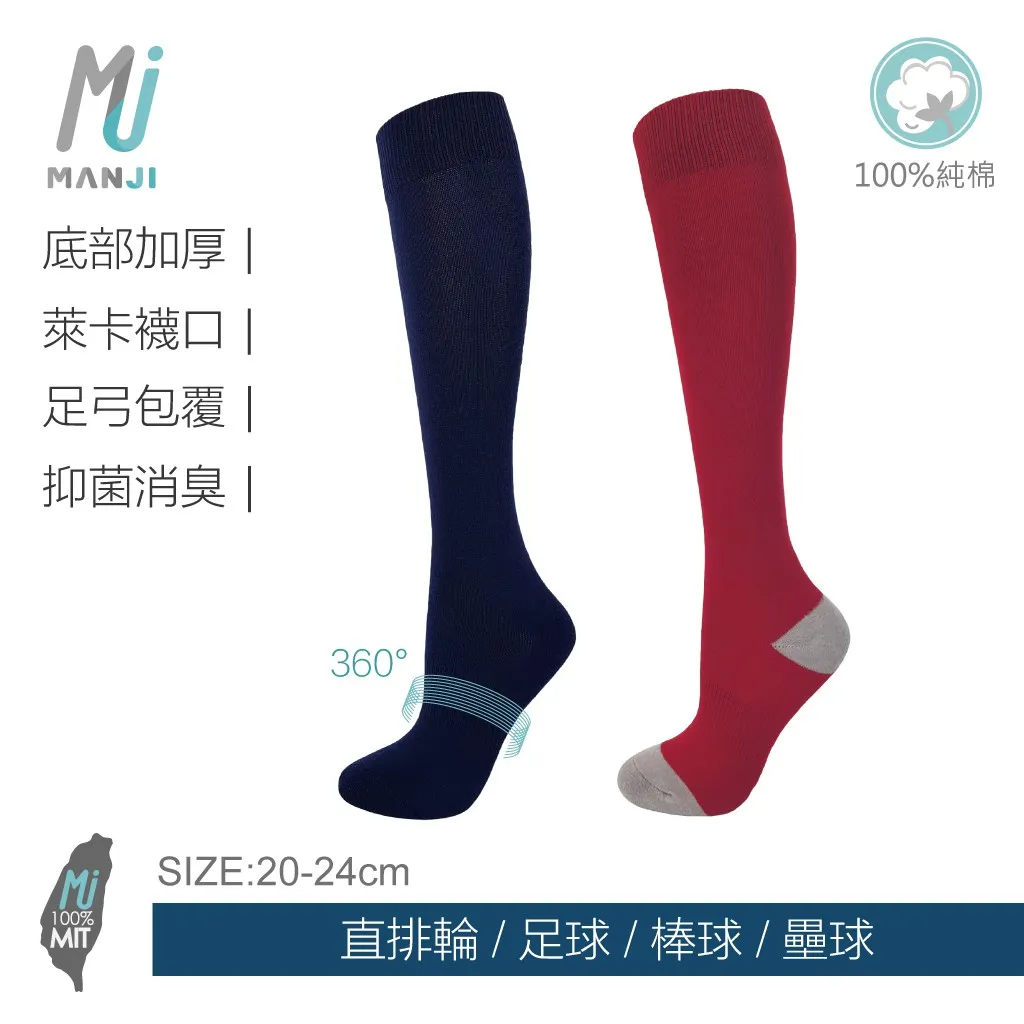 Mi
MANJI
100%純棉
底部加厚 |
萊卡襪口 |
足弓包覆 |
抑菌消臭 |
360°
SIZE:20-24cm
Mi
100%
MIT
直排輪 / 足球 / 棒球 / 壘球